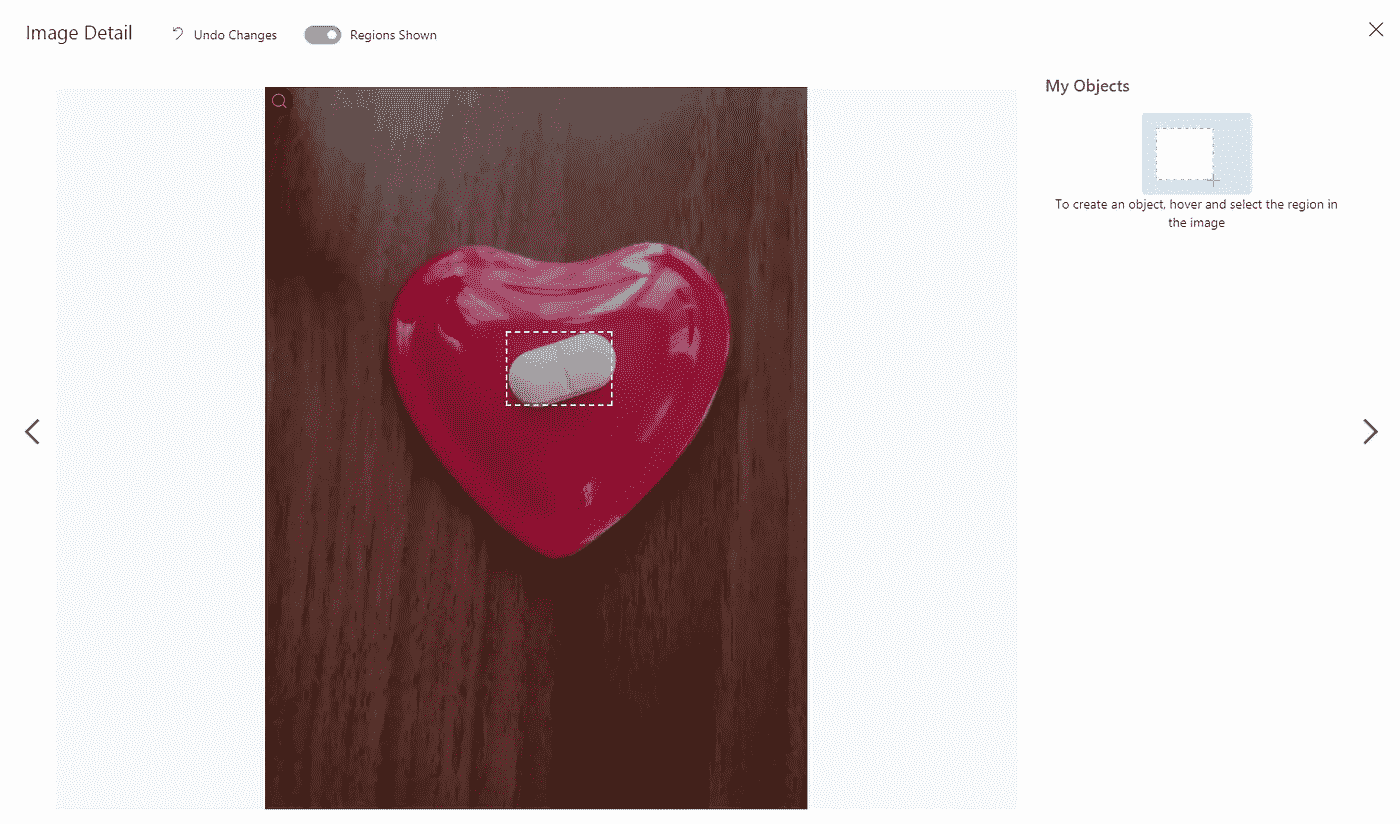 Image Detail
Undo Changes
Regions Shown
My Objects
To create an object, hover and select the region in
the image